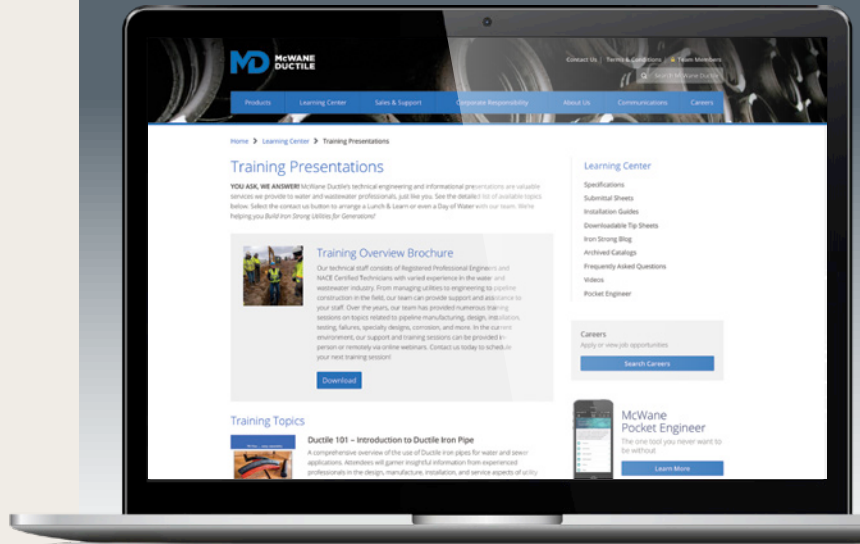 MD McWANE
DUCTILE
Contact Us | Terms & Conditions | Team Members
Search McWane Ductile
Products Learning Center Sales & Support Corporate Responsibility About Us Communications Careers
Home > Learning Center > Training Presentations
Training Presentations
YOU ASK, WE ANSWER! McWane Ductile's technical engineering and informational presentations are valuable
services we provide to water and wastewater professionals, just like you. See the detailed list of available topics
below. Select the contact us button to arrange a Lunch & Learn or even a Day of Water with our team. We're
helping you Build Iron Strong Utilities for Generations!
Training Overview Brochure
Our technical staff consists of Registered Professional Engineers and
NACE Certified Technicians with varied experience in the water and
wastewater industry. From managing utilities to engineering to pipeline
construction in the field, our team can provide support and assistance to
your staff. Over the years, our team has provided numerous training
sessions on topics related to pipeline manufacturing, design, installation,
testing, failures, specialty designs, corrosion, and more. In the current
environment, our support and training sessions can be provided in-
person or remotely via online webinars. Contact us today to schedule
your next training session!
Download
Training Topics
Ductile 101 – Introduction to Ductile Iron Pipe
A comprehensive overview of the use of Ductile iron pipes for water and sewer
applications. Attendees will garner insightful information from experienced
professionals in the design, manufacture, installation, and service aspects of utility
Learning Center
Specifications
Submittal Sheets
Installation Guides
Downloadable Tip Sheets
Iron Strong Blog
Archived Catalogs
Frequently Asked Questions
Videos
Pocket Engineer
Careers
Apply or view job opportunities
Search Careers
McWane
Pocket Engineer
The one tool you never want to
be without
Learn More